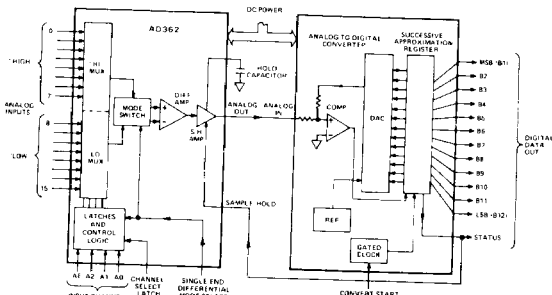 DC POWER
AD362
0
"HIGH"
7
ANALOG
INPUTS
8
"LOW"
15
HI
MUX
LO
MUX
MODE
SWITCH
DIFF
AMP
HOLD
CAPACITOR
S.H
AMP
ANALOG
OUT
ANALOG
IN
SAMPLE HOLD
LATCHES
AND
CONTROL
LOGIC
AE A2 A1 A0
CHANNEL
SELECT
LATCH
SINGLE END
DIFFERENTIAL
ANALOG TO DIGITAL
CONVERTER
SUCCESSIVE
APPROXIMATION
REGISTER
COMP
DAC
REF
GATED
CLOCK
CONVERT START
MSB (B1)
B2
B3
B4
B5
B6
B7
B8
B9
B10
B11
LSB (B12)
STATUS
DIGITAL
DATA
OUT